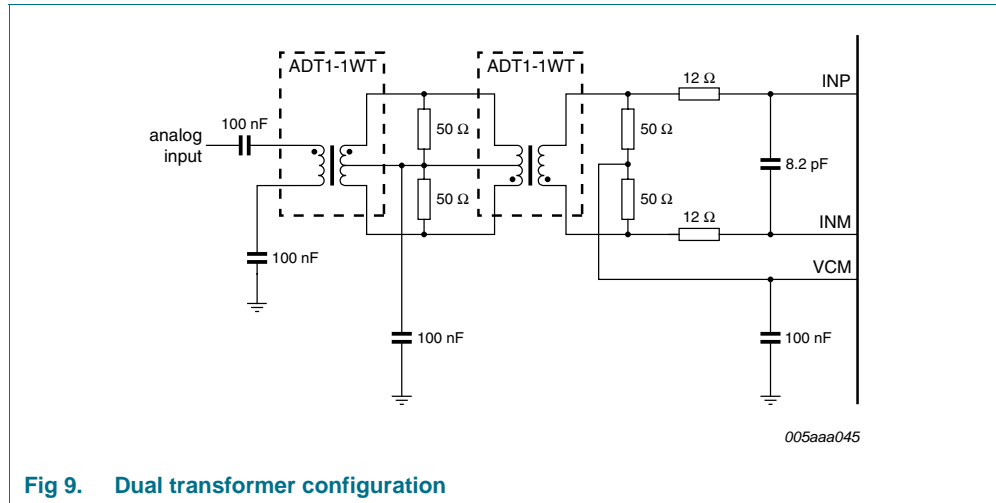 ADT1-1WT
ADT1-1WT
12 Ω
INP
100 nF
analog
input
50 Ω
50 Ω
8.2 pF
50 Ω
50 Ω
12 Ω
INM
VCM
100 nF
100 nF
100 nF
005aaa045
Fig 9. Dual transformer configuration